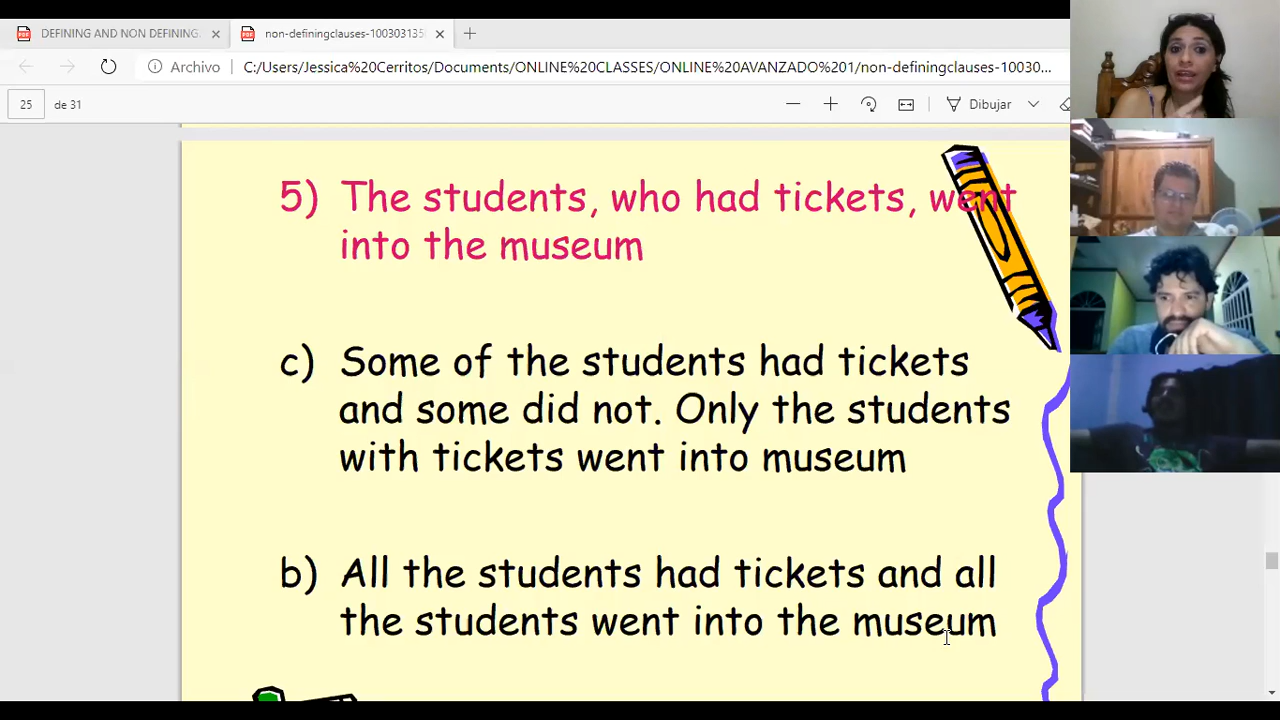 DEFINING AND NON DEFINING
non-definingclauses-100303135
Archivo
C:/Users/Jessica%20Cerritos/Documents/ONLINE%20CLASSES/ONLINE%20AVANZADO%201/non-definingclauses-10030...
25 de 31
Dibujar
5) The students, who had tickets, went
into the museum
c) Some of the students had tickets
and some did not. Only the students
with tickets went into museum
b) All the students had tickets and all
the students went into the museum